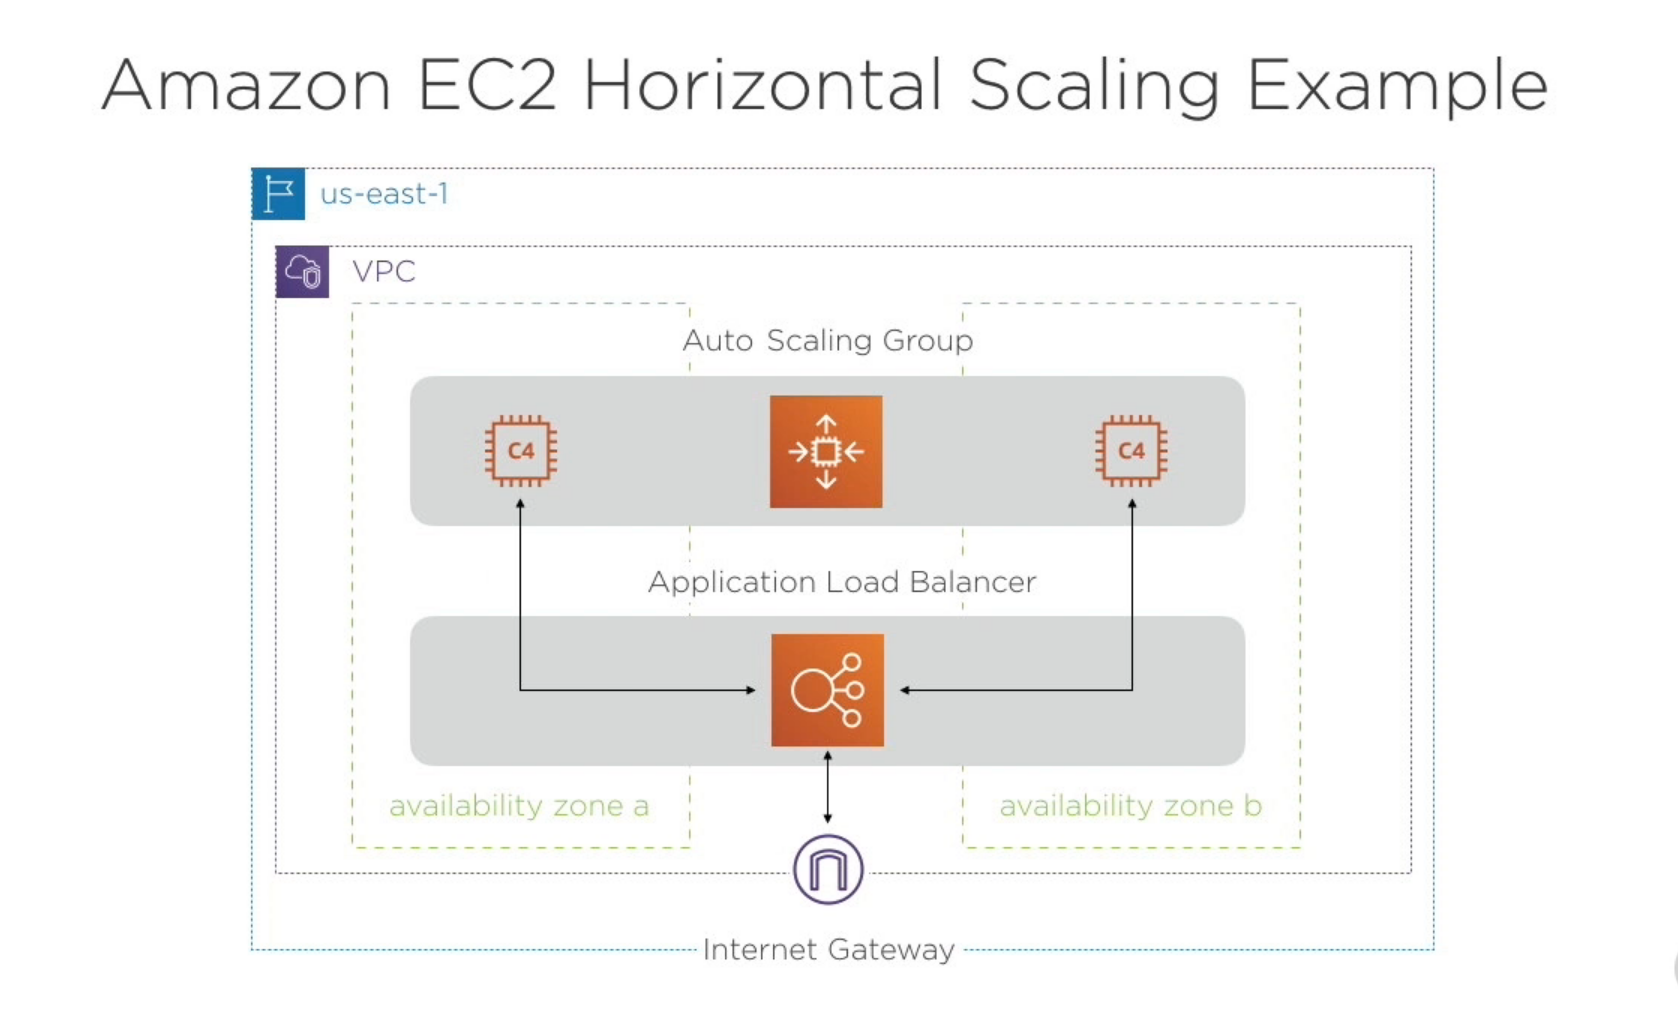 Amazon EC2 Horizontal Scaling Example
us-east-1
VPC
Auto Scaling Group
C4
C4
Application Load Balancer
availability zone a
availability zone b
Internet Gateway